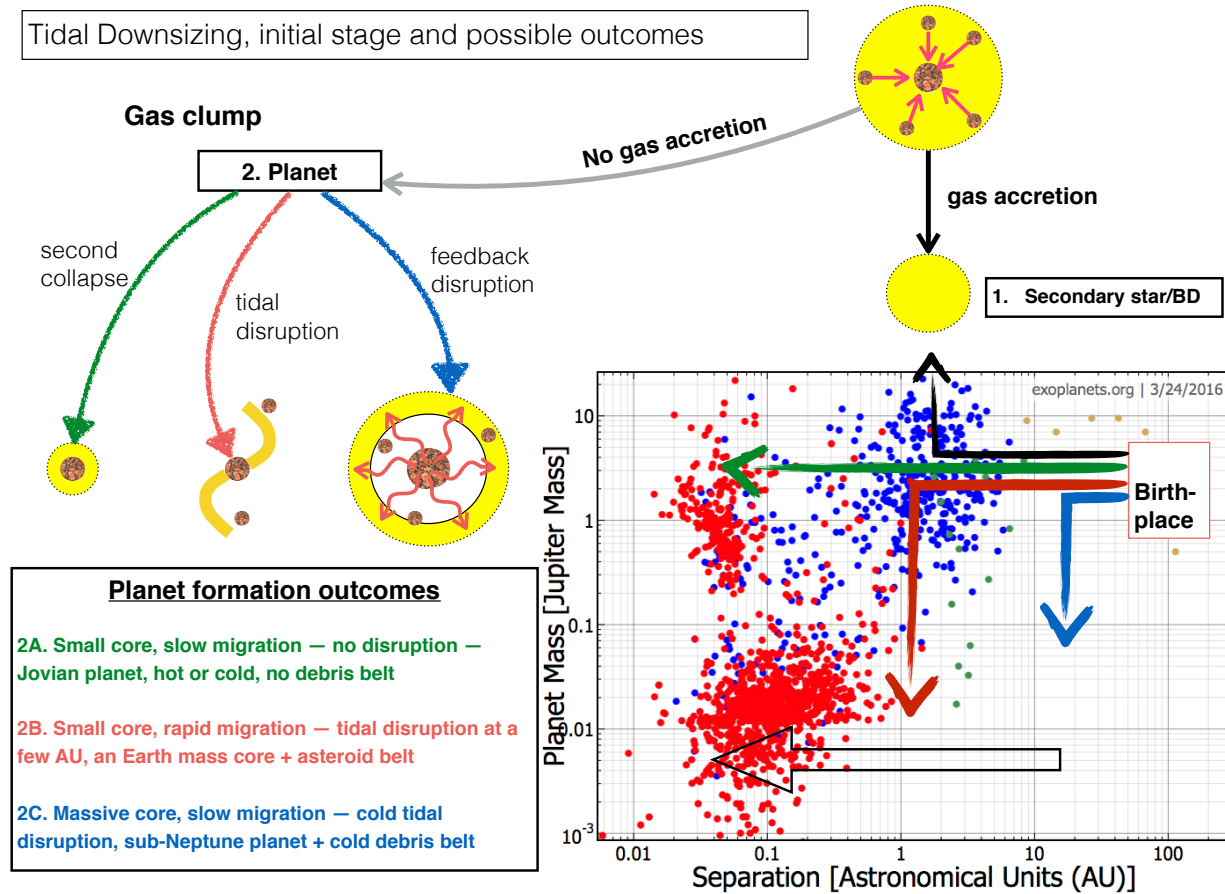 Tidal Downsizing, initial stage and possible outcomes
Gas clump
2. Planet
No gas accretion
gas accretion
second
collapse
tidal
disruption
feedback
disruption
1. Secondary star/BD
Planet formation outcomes
2A. Small core, slow migration — no disruption —
Jovian planet, hot or cold, no debris belt
2B. Small core, rapid migration — tidal disruption at a
few AU, an Earth mass core + asteroid belt
2C. Massive core, slow migration — cold tidal
disruption, sub-Neptune planet + cold debris belt
exoplanets.org | 3/24/2016
Birth-
place
Planet Mass [Jupiter Mass]
10
1
0.1
0.01
10⁻³
0.01
0.1
1
10
100
Separation [Astronomical Units (AU)]